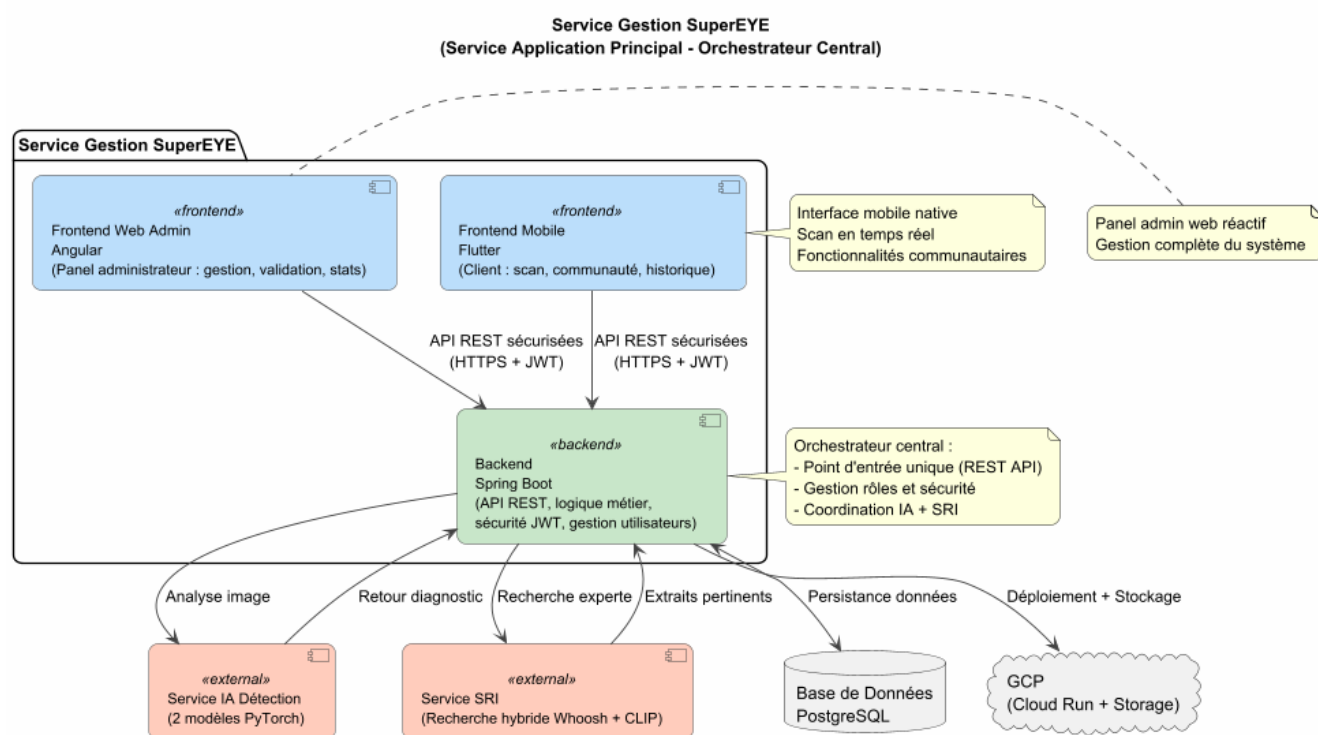 Service Gestion SuperEYE
(Service Application Principal - Orchestrateur Central)
Service Gestion SuperEYE
«frontend»
Frontend Web Admin
Angular
(Panel administrateur : gestion, validation, stats)
«frontend»
Frontend Mobile
Flutter
(Client : scan, communauté, historique)
Interface mobile native
Scan en temps réel
Fonctionnalités communautaires
Panel admin web réactif
Gestion complète du système
API REST sécurisées
(HTTPS + JWT)
API REST sécurisées
(HTTPS + JWT)
«backend»
Backend
Spring Boot
(API REST, logique métier,
sécurité JWT, gestion utilisateurs)
Orchestrateur central :
- Point d'entrée unique (REST API)
- Gestion rôles et sécurité
- Coordination IA + SRI
Analyse image
Retour diagnostic
Recherche experte
Extraits pertinents
Persistance données
Déploiement + Stockage
«external»
Service IA Détection
(2 modèles PyTorch)
«external»
Service SRI
(Recherche hybride Whoosh + CLIP)
Base de Données
PostgreSQL
GCP
(Cloud Run + Storage)